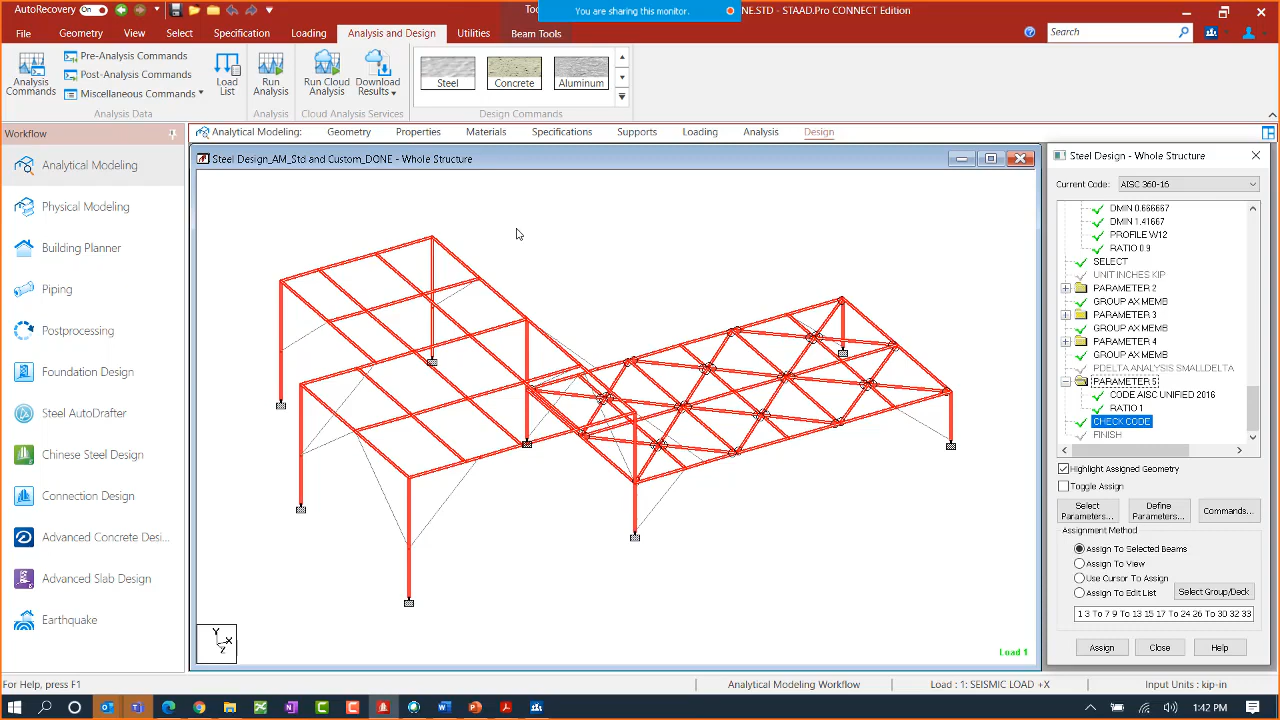 AutoRecovery On
You are sharing this monitor.
NE.STD - STAAD.Pro CONNECT Edition
File
Geometry
View
Select
Specification
Loading
Analysis and Design
Utilities
Beam Tools
Search
Analysis Commands
Pre-Analysis Commands
Post-Analysis Commands
Miscellaneous Commands
Load List
Run Analysis
Run Cloud Analysis
Download Results
Steel
Concrete
Aluminum
Analysis Data
Analysis
Cloud Analysis Services
Design Commands
Workflow
Analytical Modeling:
Geometry
Properties
Materials
Specifications
Supports
Loading
Analysis
Design
Analytical Modeling
Physical Modeling
Building Planner
Piping
Postprocessing
Foundation Design
Steel AutoDrafter
Chinese Steel Design
Connection Design
Advanced Concrete Desi...
Advanced Slab Design
Earthquake
Steel Design_AM_Std and Custom_DONE - Whole Structure
Y
X
Z
Load 1
Steel Design - Whole Structure
Current Code: AISC 360-16
DMIN 0.666667
DMIN 1.41667
PROFILE W12
RATIO 0.9
SELECT
UNIT INCHES KIP
PARAMETER 2
GROUP AX MEMB
PARAMETER 3
GROUP AX MEMB
PARAMETER 4
GROUP AX MEMB
PDELTA ANALYSIS SMALLDELTA
PARAMETER 5
CODE AISC UNIFIED 2016
RATIO 1
CHECK CODE
FINISH
Highlight Assigned Geometry
Toggle Assign
Select Parameters...
Define Parameters...
Commands...
Assignment Method
Assign To Selected Beams
Assign To View
Use Cursor To Assign
Assign To Edit List
Select Group/Deck
1 3 To 7 9 To 13 15 17 To 24 26 To 30 32 33
Assign
Close
Help
For Help, press F1
Analytical Modeling Workflow
Load : 1: SEISMIC LOAD +X
Input Units : kip-in
1:42 PM